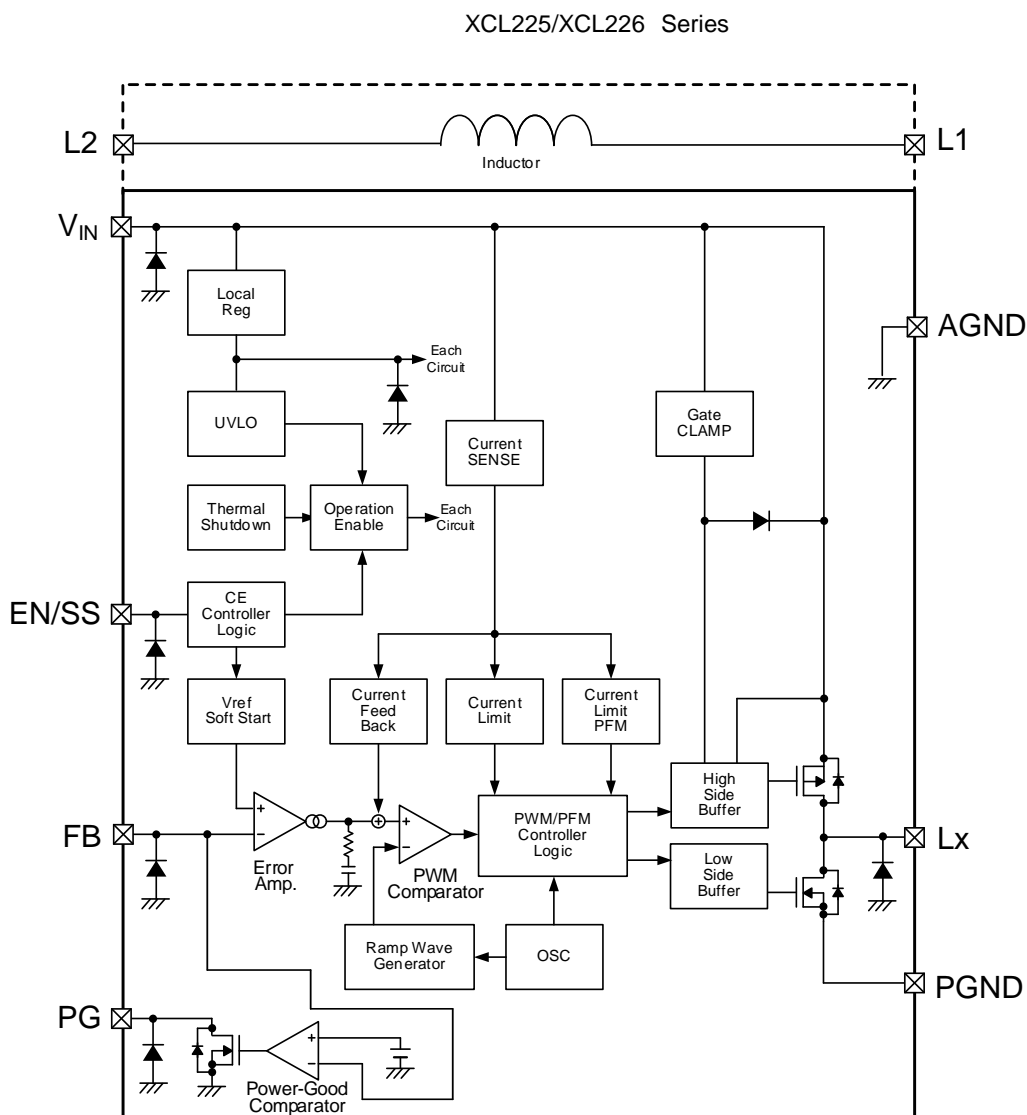 XCL225/XCL226 Series
L2
L1
Inductor
VIN
Local
Reg
AGND
Each
Circuit
UVLO
Current
SENSE
Gate
CLAMP
Thermal
Shutdown
Operation
Enable
Each
Circuit
EN/SS
CE
Controller
Logic
Vref
Soft Start
Current
Feed
Back
Current
Limit
Current
Limit
PFM
High
Side
Buffer
FB
+
−
Error
Amp.
+
+
−
PWM
Comparator
PWM/PFM
Controller
Logic
Lx
Low
Side
Buffer
Ramp Wave
Generator
OSC
PGND
PG
+
−
Power-Good
Comparator